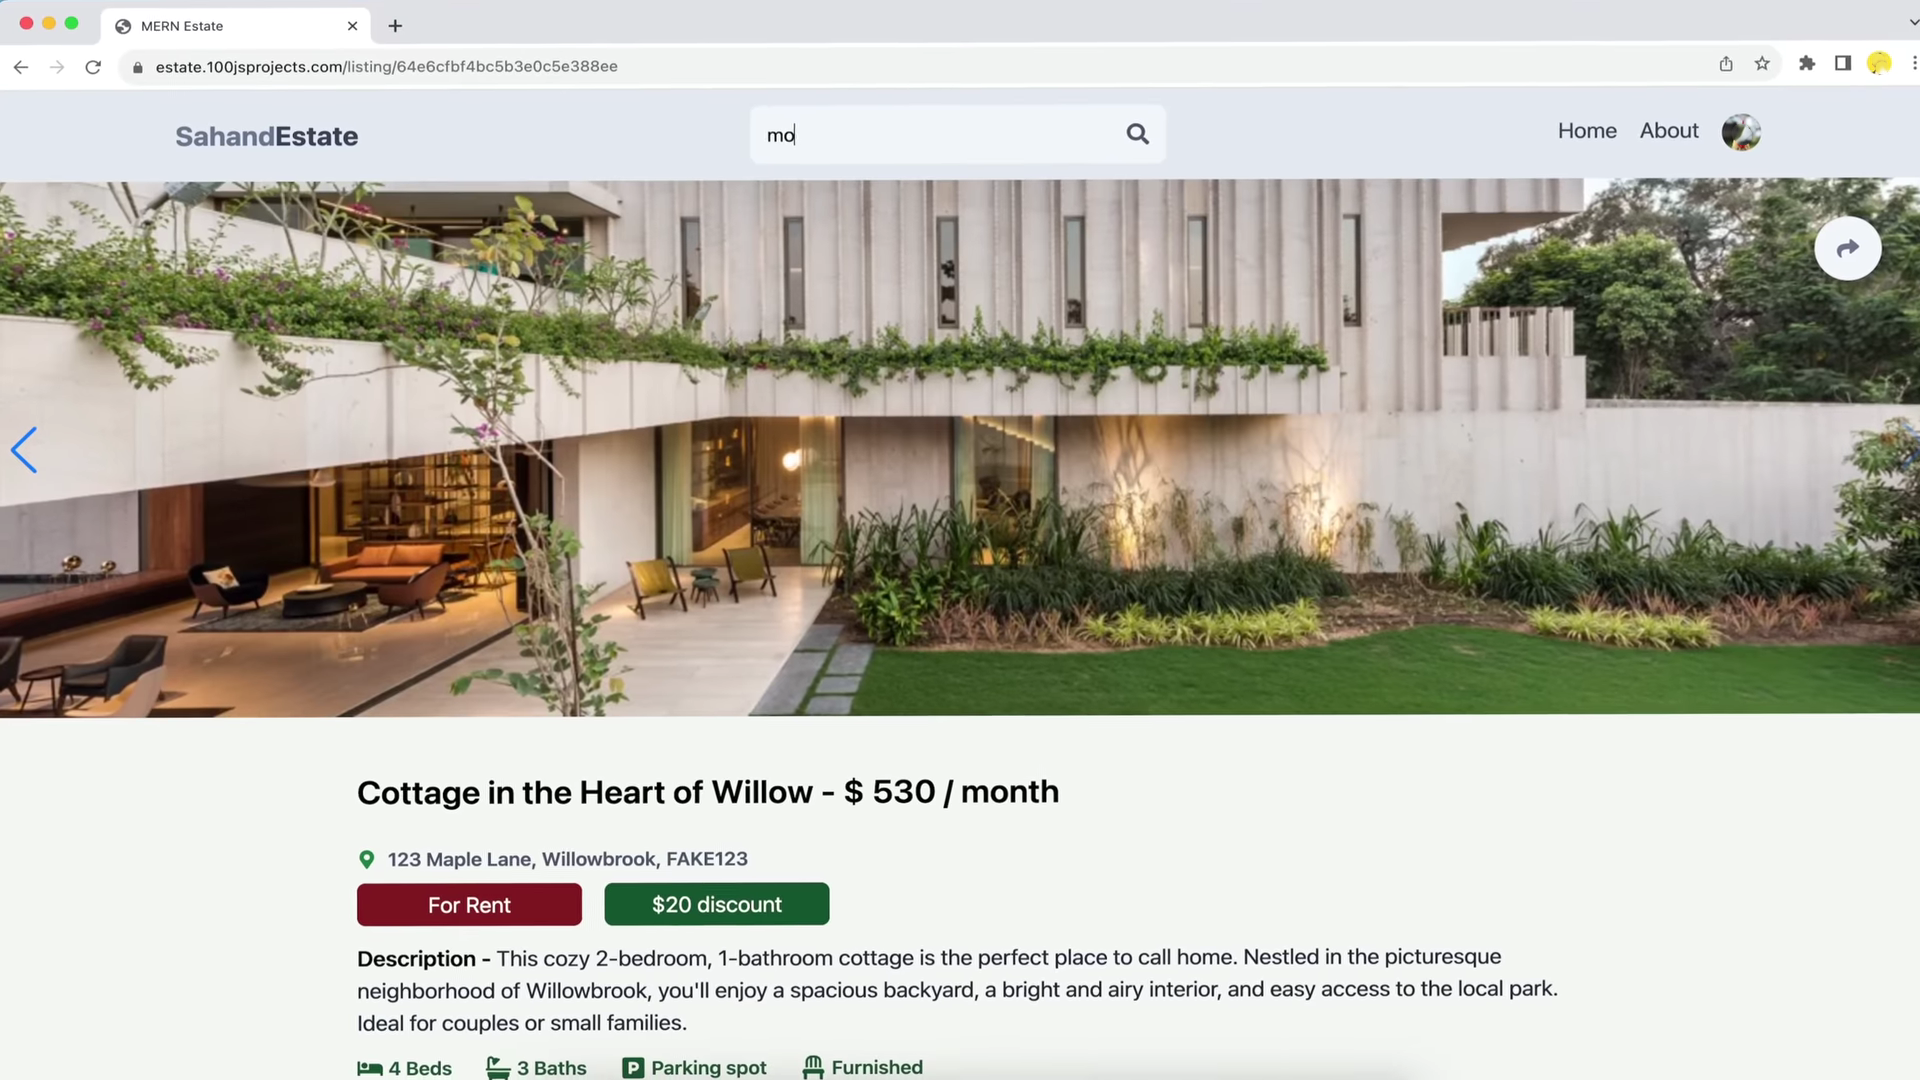 MERN Estate
estate.100jsprojects.com/listing/64e6cfbf4bc5b3e0c5e388ee
SahandEstate
mo
Home
About
Cottage in the Heart of Willow - $ 530 / month
123 Maple Lane, Willowbrook, FAKE123
For Rent
$20 discount
Description - This cozy 2-bedroom, 1-bathroom cottage is the perfect place to call home. Nestled in the picturesque
neighborhood of Willowbrook, you'll enjoy a spacious backyard, a bright and airy interior, and easy access to the local park.
Ideal for couples or small families.
4 Beds
3 Baths
P Parking spot
Furnished